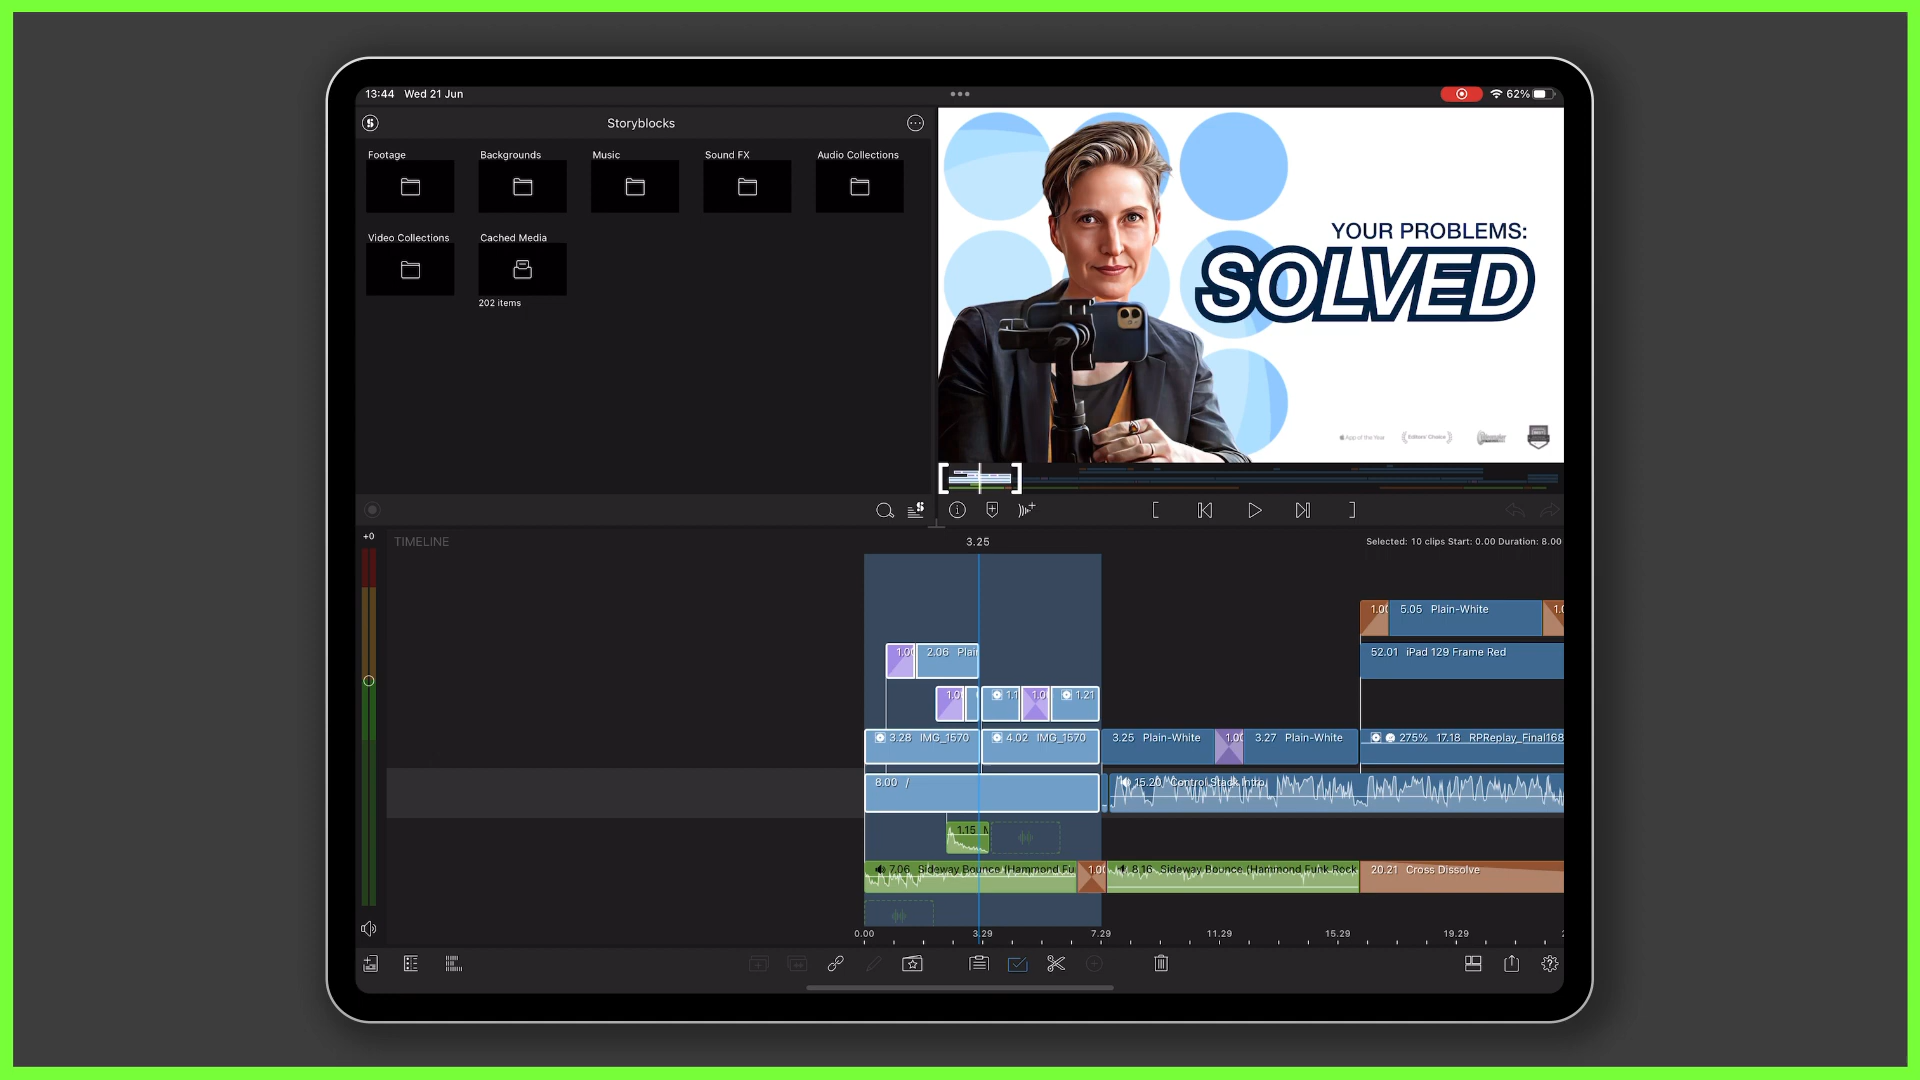 13:44 Wed 21 Jun
62%
Storyblocks
Footage
Backgrounds
Music
Sound FX
Audio Collections
Video Collections
Cached Media
202 items
YOUR PROBLEMS:
SOLVED
App of the Year
Editors' Choice
+0
TIMELINE
3.25
Selected: 10 clips Start: 0.00 Duration: 8.00
1.00
5.05 Plain-White
1.0
1.00
2.06 Plai
52.01 iPad 129 Frame Red
1.0
1.1
1.0
1.21
3.28 IMG_1570
4.02 IMG_1570
3.25 Plain-White
1.00
3.27 Plain-White
275% 17.18 RPReplay_Final168
8.00 /
15.20 Control Stack Intro
1.15
7.06 Sideway Bounce (Hammond Fu
1.00
8.16 Sideway Bounce (Hammond Funk Rock
20.21 Cross Dissolve
0.00
3.29
7.29
11.29
15.29
19.29